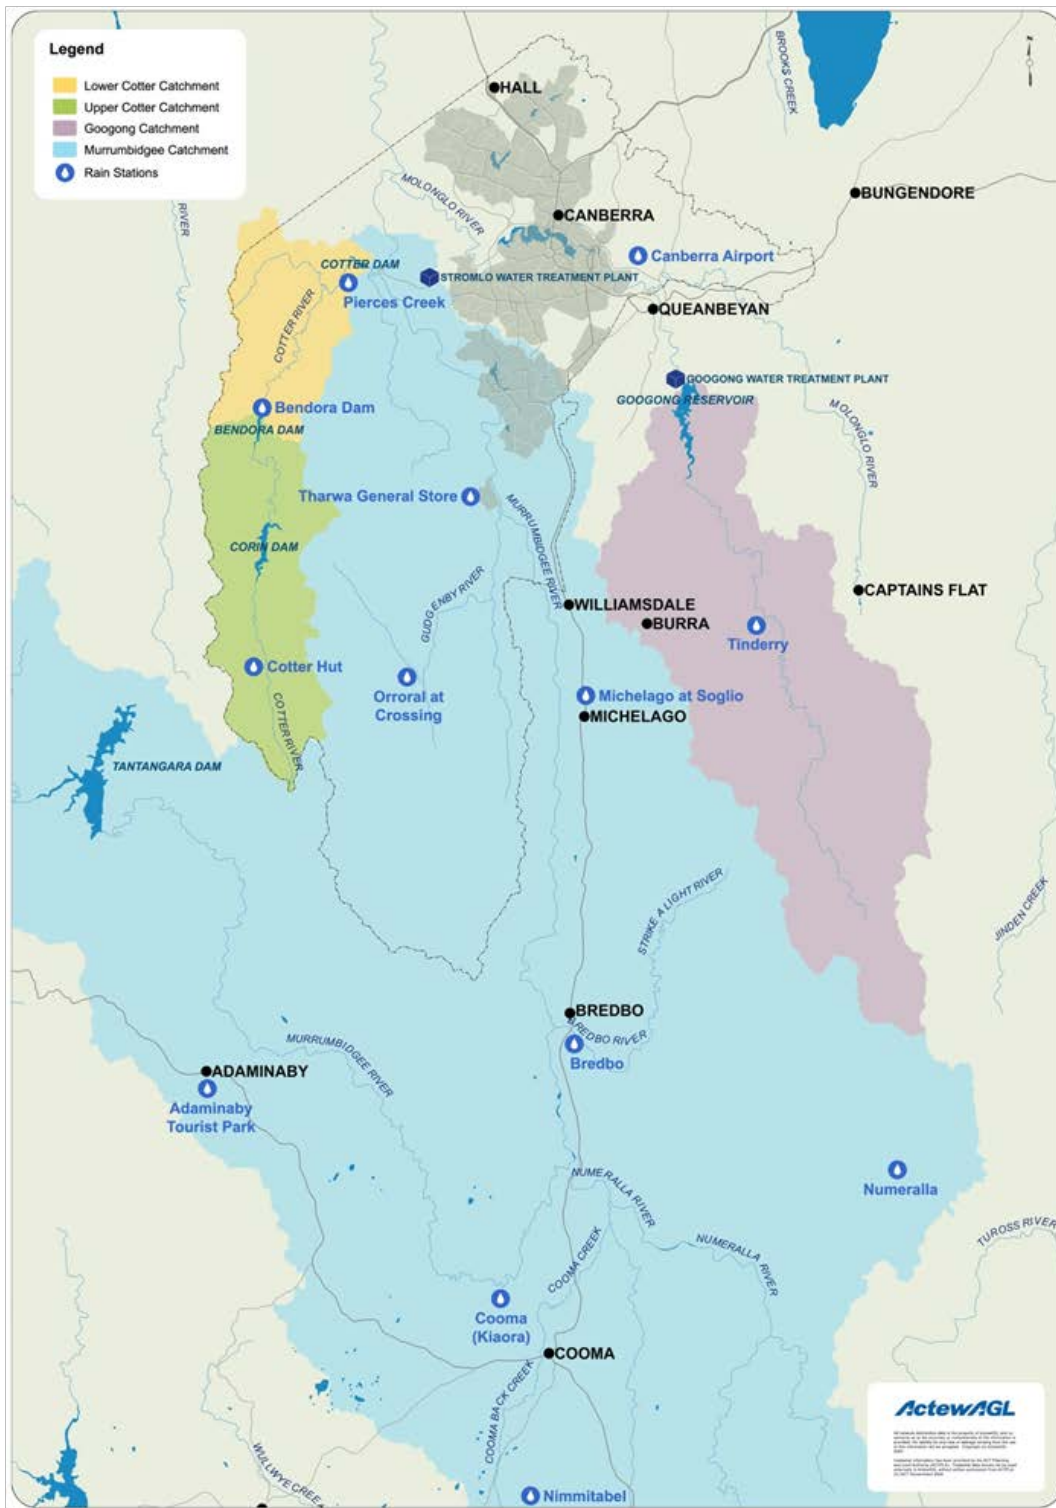 Legend
Lower Cotter Catchment
Upper Cotter Catchment
Googong Catchment
Murrumbidgee Catchment
Rain Stations
N
BROOKS CREEK
HALL
RIVER
MOLONGLO RIVER
BUNGENDORE
CANBERRA
Canberra Airport
COTTER DAM
STROMLO WATER TREATMENT PLANT
Pierces Creek
QUEANBEYAN
COTTER RIVER
GOOGONG WATER TREATMENT PLANT
GOOGONG RESERVOIR
Bendora Dam
BENDORA DAM
MOLONGLO RIVER
Tharwa General Store
MURRUMBIDGEE RIVER
CORIN DAM
GUDGENBY RIVER
CAPTAINS FLAT
WILLIAMSDALE
BURRA
Tinderry
Cotter Hut
Orroral at
Crossing
Michelago at Soglio
MICHELAGO
COTTER RIVER
TANTANGARA DAM
STRIKE A LIGHT RIVER
JINDEN CREEK
BREDBO
BREDBO RIVER
Bredbo
MURRUMBIDGEE RIVER
ADAMINABY
Adaminaby
Tourist Park
Numeralla
NUMERALLA RIVER
TUROSS RIVER
NUMERALLA RIVER
COOMA CREEK
Cooma
(Kiaora)
COOMA
COOMA BACK CREEK
WULLWYE CREE
Nimmitabel
ActewAGL